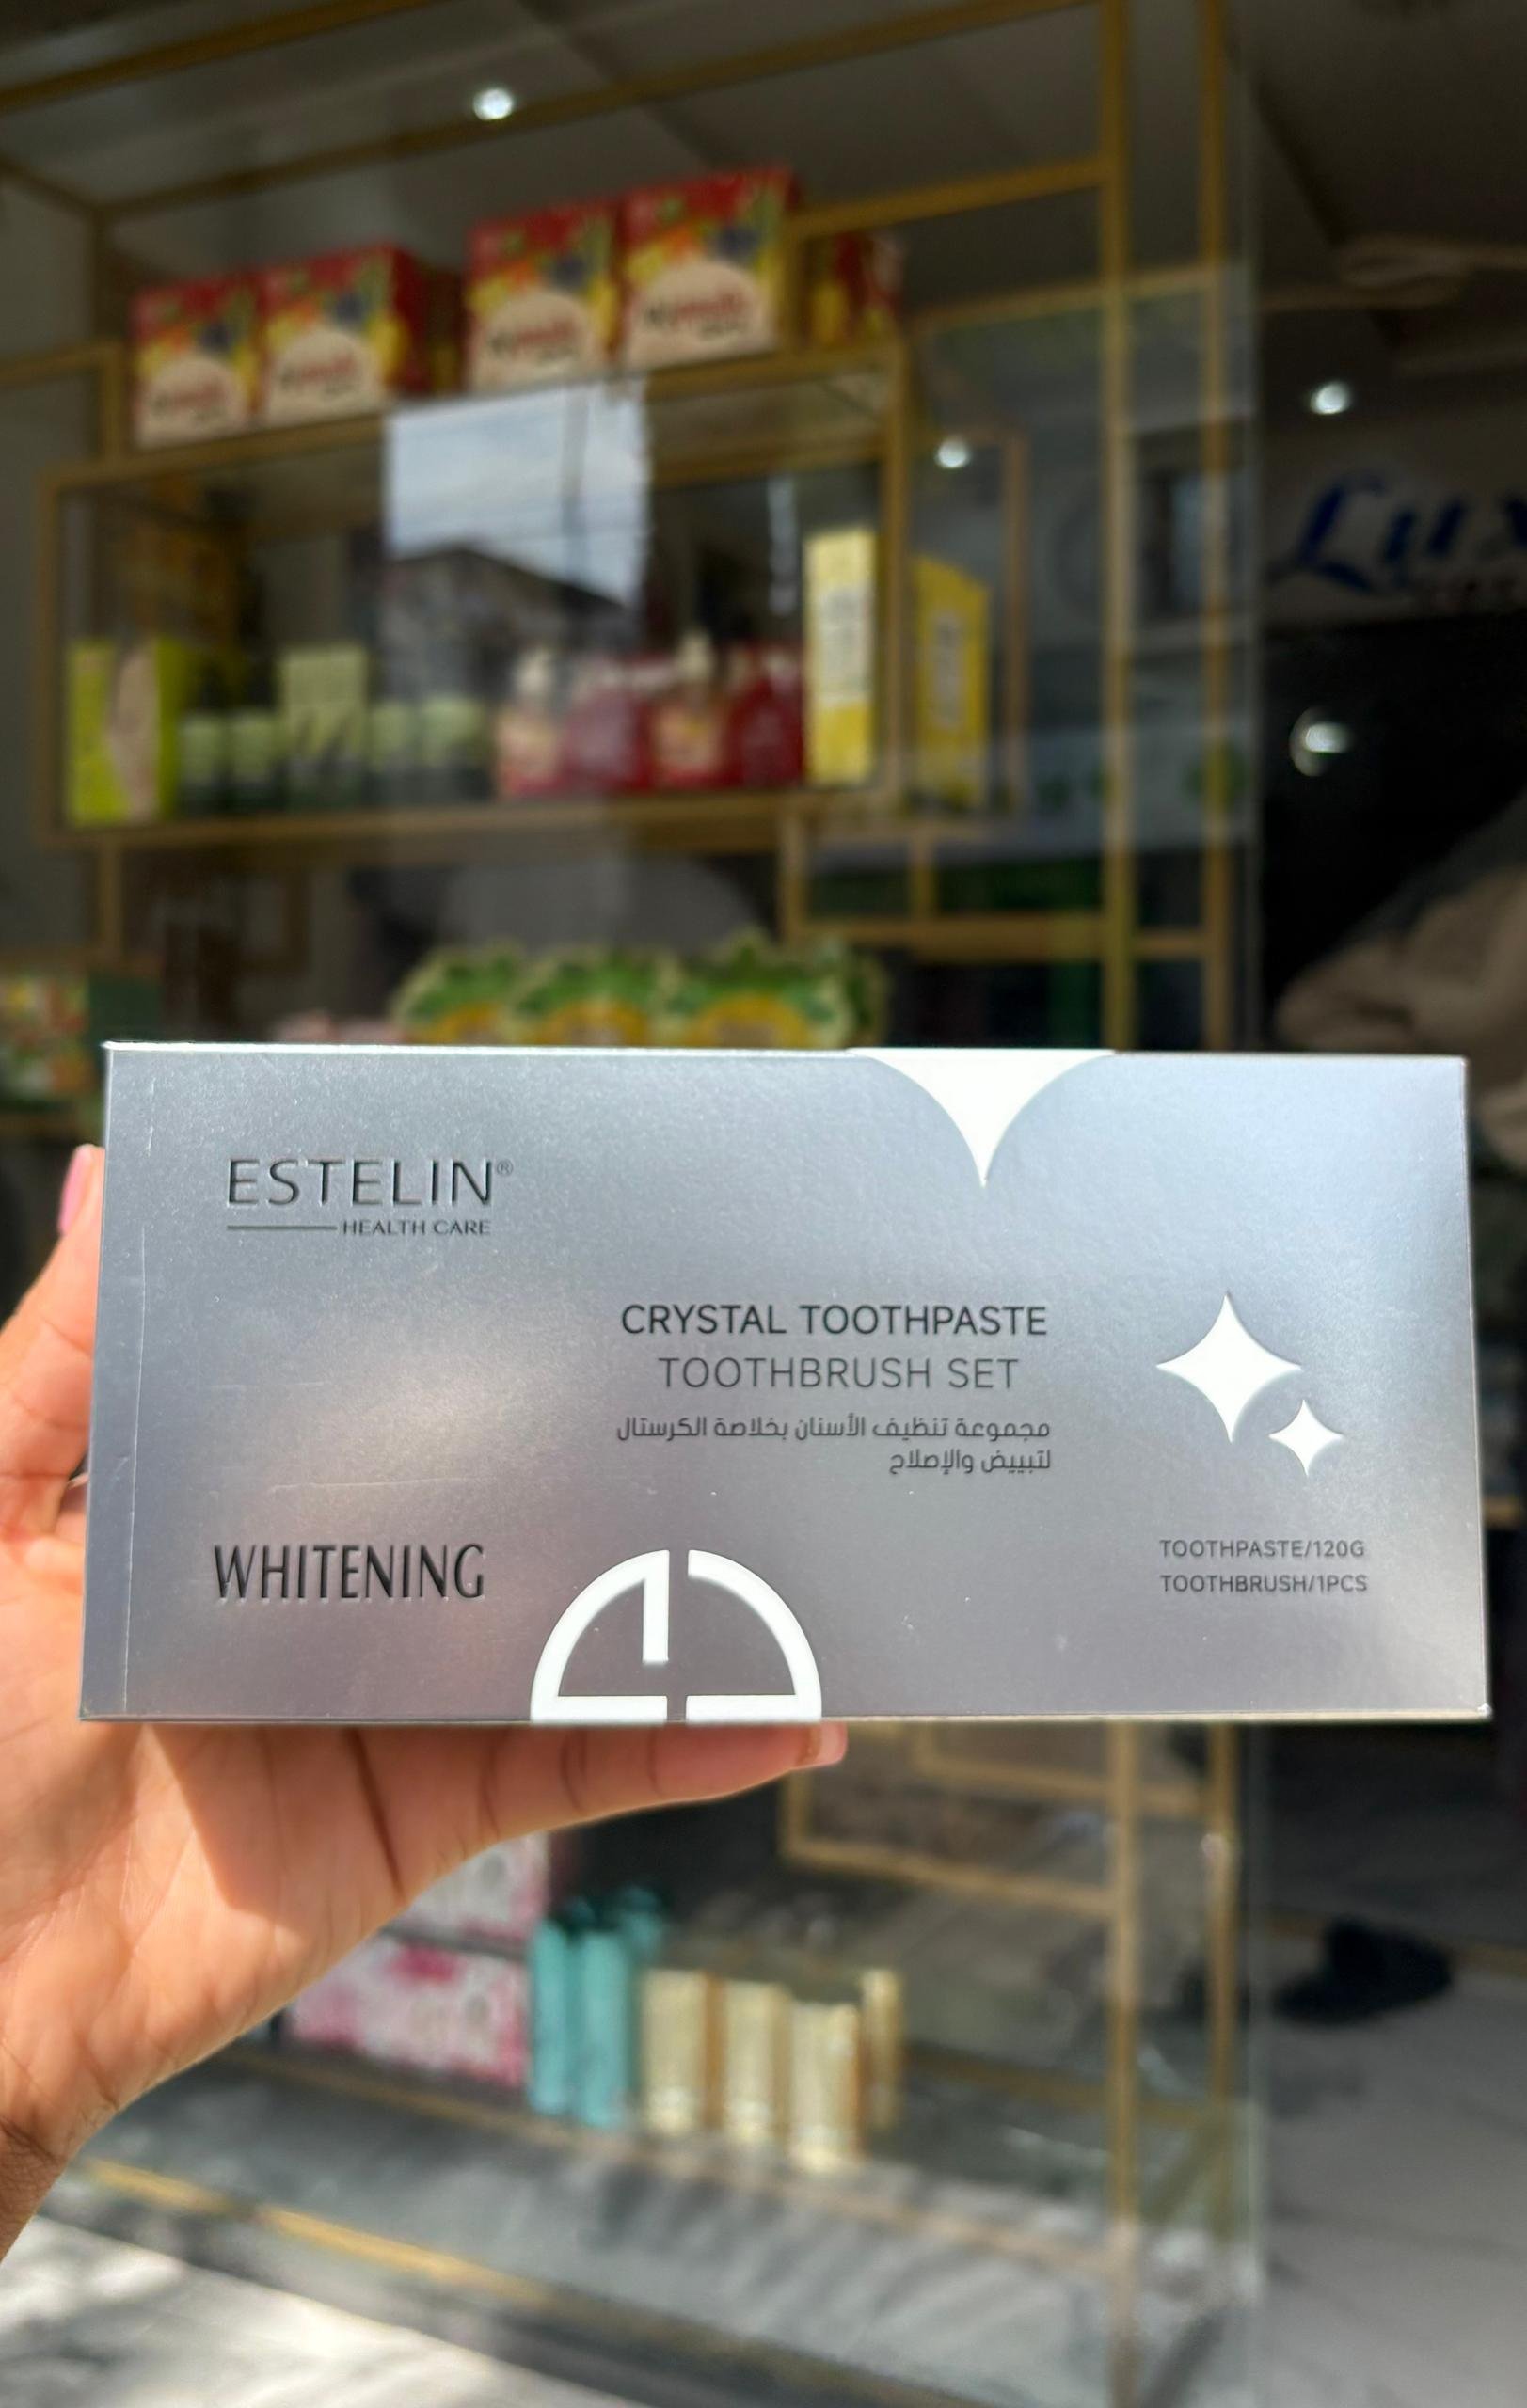 Lux
ESTELIN®
HEALTH CARE
CRYSTAL TOOTHPASTE
TOOTHBRUSH SET
مجموعة تنظيف الأسنان بخلاصة الكرستال
لتبييض والإصلاح
WHITENING
TOOTHPASTE/120G
TOOTHBRUSH/1PCS